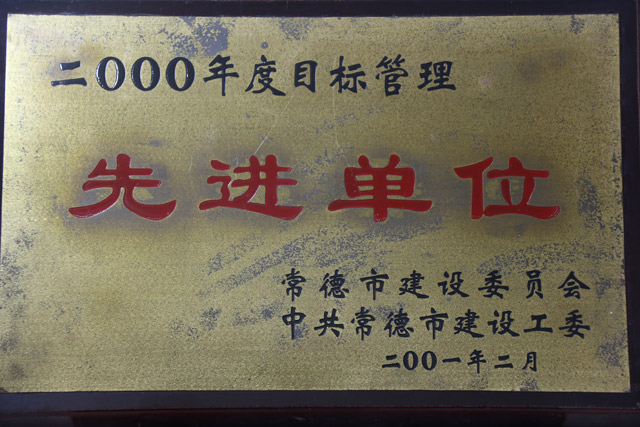 二000年度目标管理
先进单位
常德市建设委员会
中共常德市建设工委
二00一年二月